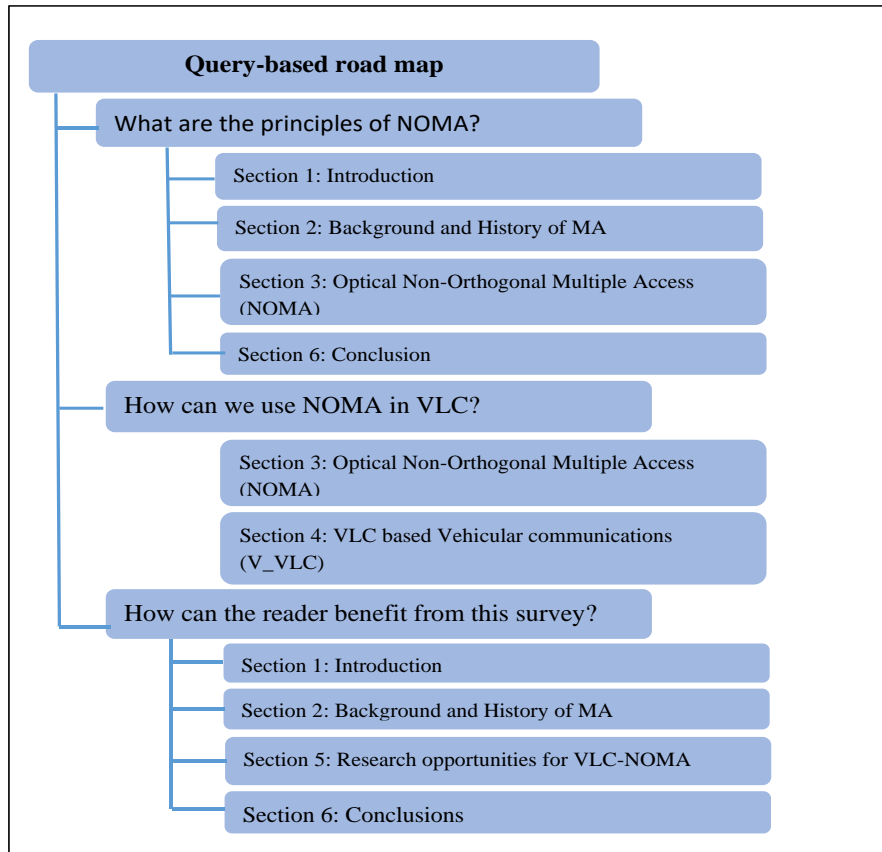 Query-based road map
What are the principles of NOMA?
Section 1: Introduction
Section 2: Background and History of MA
Section 3: Optical Non-Orthogonal Multiple Access
(NOMA)
Section 6: Conclusion
How can we use NOMA in VLC?
Section 3: Optical Non-Orthogonal Multiple Access
(NOMA)
Section 4: VLC based Vehicular communications
(V_VLC)
How can the reader benefit from this survey?
Section 1: Introduction
Section 2: Background and History of MA
Section 5: Research opportunities for VLC-NOMA
Section 6: Conclusions